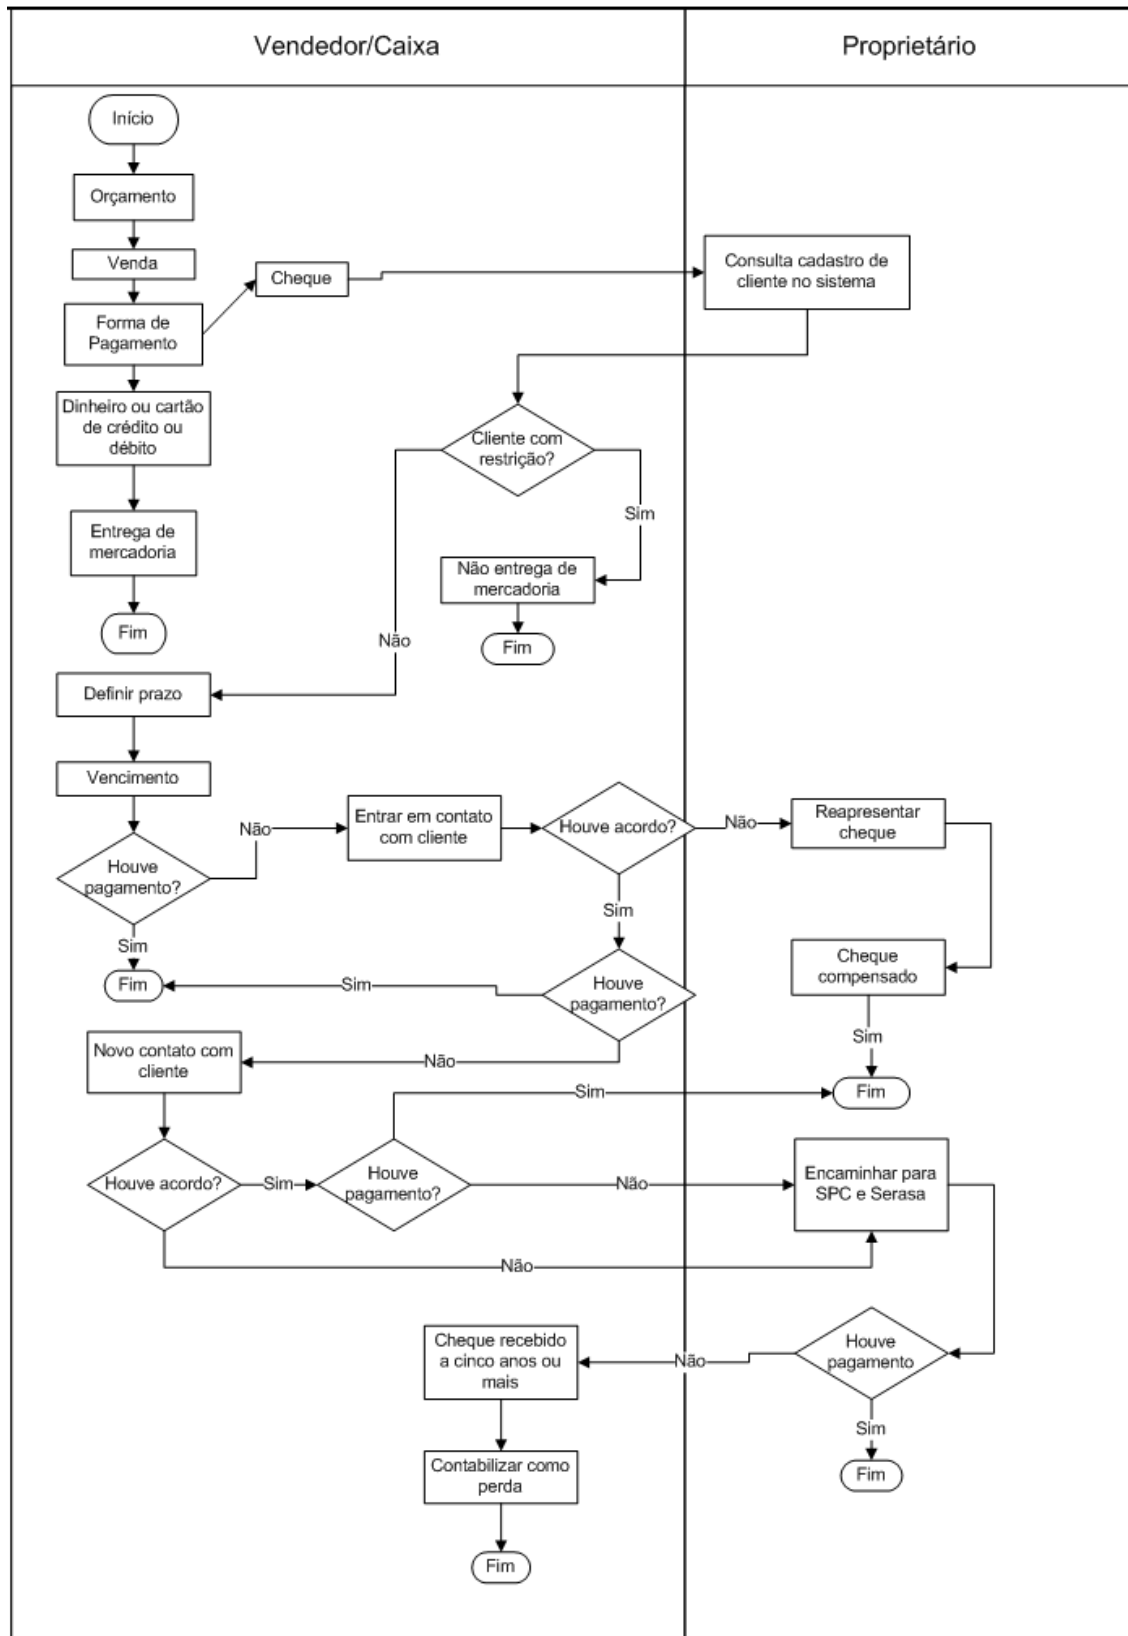 Vendedor/Caixa
Proprietário
Início
Orçamento
Venda
Cheque
Consulta cadastro de
cliente no sistema
Forma de
Pagamento
Dinheiro ou cartão
de crédito ou
débito
Cliente com
restrição?
Sim
Entrega de
mercadoria
Não entrega de
mercadoria
Fim
Não
Fim
Definir prazo
Vencimento
Não
Entrar em contato
com cliente
Houve acordo?
Não
Reapresentar
cheque
Houve
pagamento?
Sim
Sim
Cheque
compensado
Fim
Sim
Houve
pagamento?
Sim
Novo contato com
cliente
Não
Sim
Fim
Houve acordo?
Sim
Houve
pagamento?
Não
Encaminhar para
SPC e Serasa
Não
Cheque recebido
a cinco anos ou
mais
Não
Houve
pagamento
Sim
Contabilizar como
perda
Fim
Fim